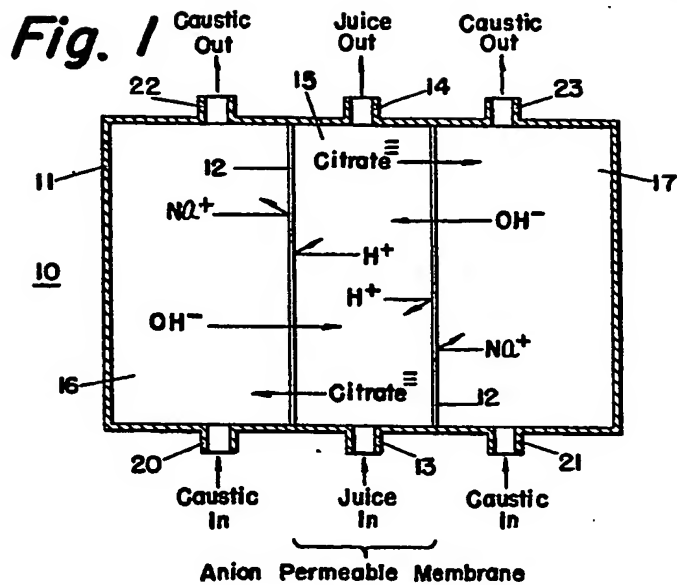 Fig. 1
Caustic Out
Juice Out
Caustic Out
22
15
14
23
11
12
Citrate≡
17
Na+
OH-
10
H+
H+
OH-
Na+
16
Citrate≡
12
20
13
21
Caustic In
Juice In
Caustic In
Anion Permeable Membrane